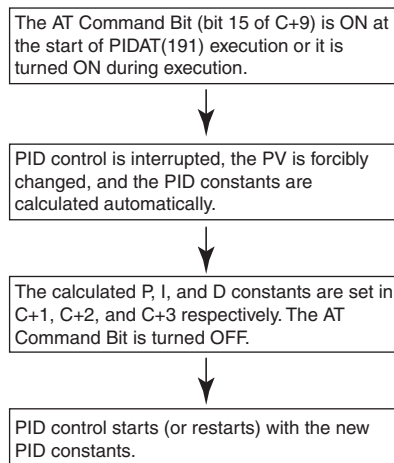 The AT Command Bit (bit 15 of C+9) is ON at
the start of PIDAT(191) execution or it is
turned ON during execution.
PID control is interrupted, the PV is forcibly
changed, and the PID constants are
calculated automatically.
The calculated P, I, and D constants are set in
C+1, C+2, and C+3 respectively. The AT
Command Bit is turned OFF.
PID control starts (or restarts) with the new
PID constants.